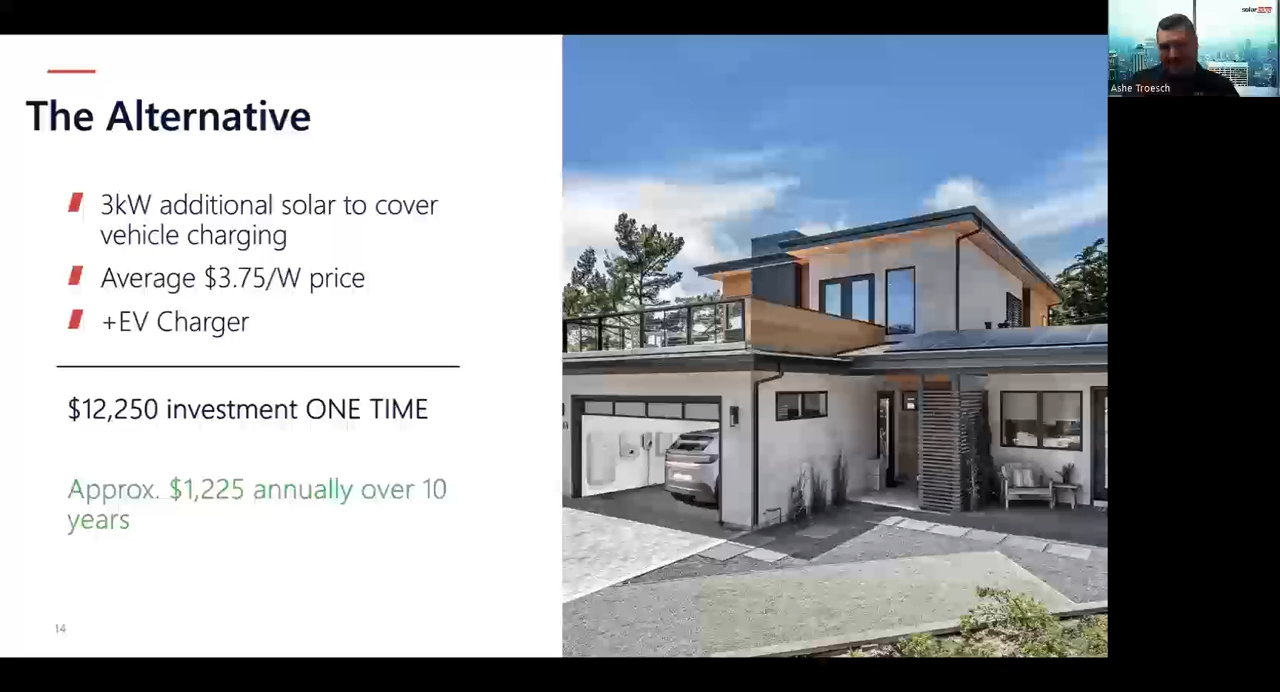 The Alternative
3kW additional solar to cover
vehicle charging
Average $3.75/W price
+EV Charger
$12,250 investment ONE TIME
Approx. $1,225 annually over 10
years
14
solaredge
Ashe Troesch